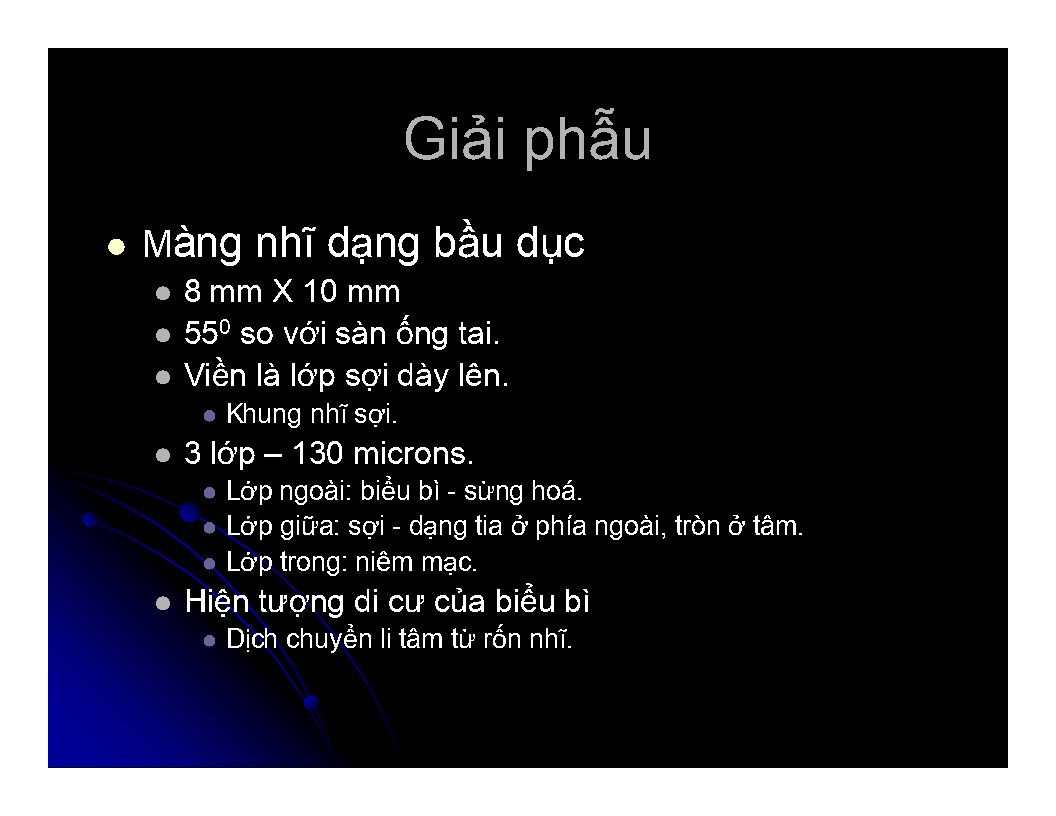 Giải phẫu
Màng nhĩ dạng bầu dục
8 mm X 10 mm
55⁰ so với sàn ống tai.
Viền là lớp sợi dày lên.
Khung nhĩ sợi.
3 lớp – 130 microns.
Lớp ngoài: biểu bì - sừng hoá.
Lớp giữa: sợi - dạng tia ở phía ngoài, tròn ở tâm.
Lớp trong: niêm mạc.
Hiện tượng di cư của biểu bì
Dịch chuyển li tâm từ rốn nhĩ.